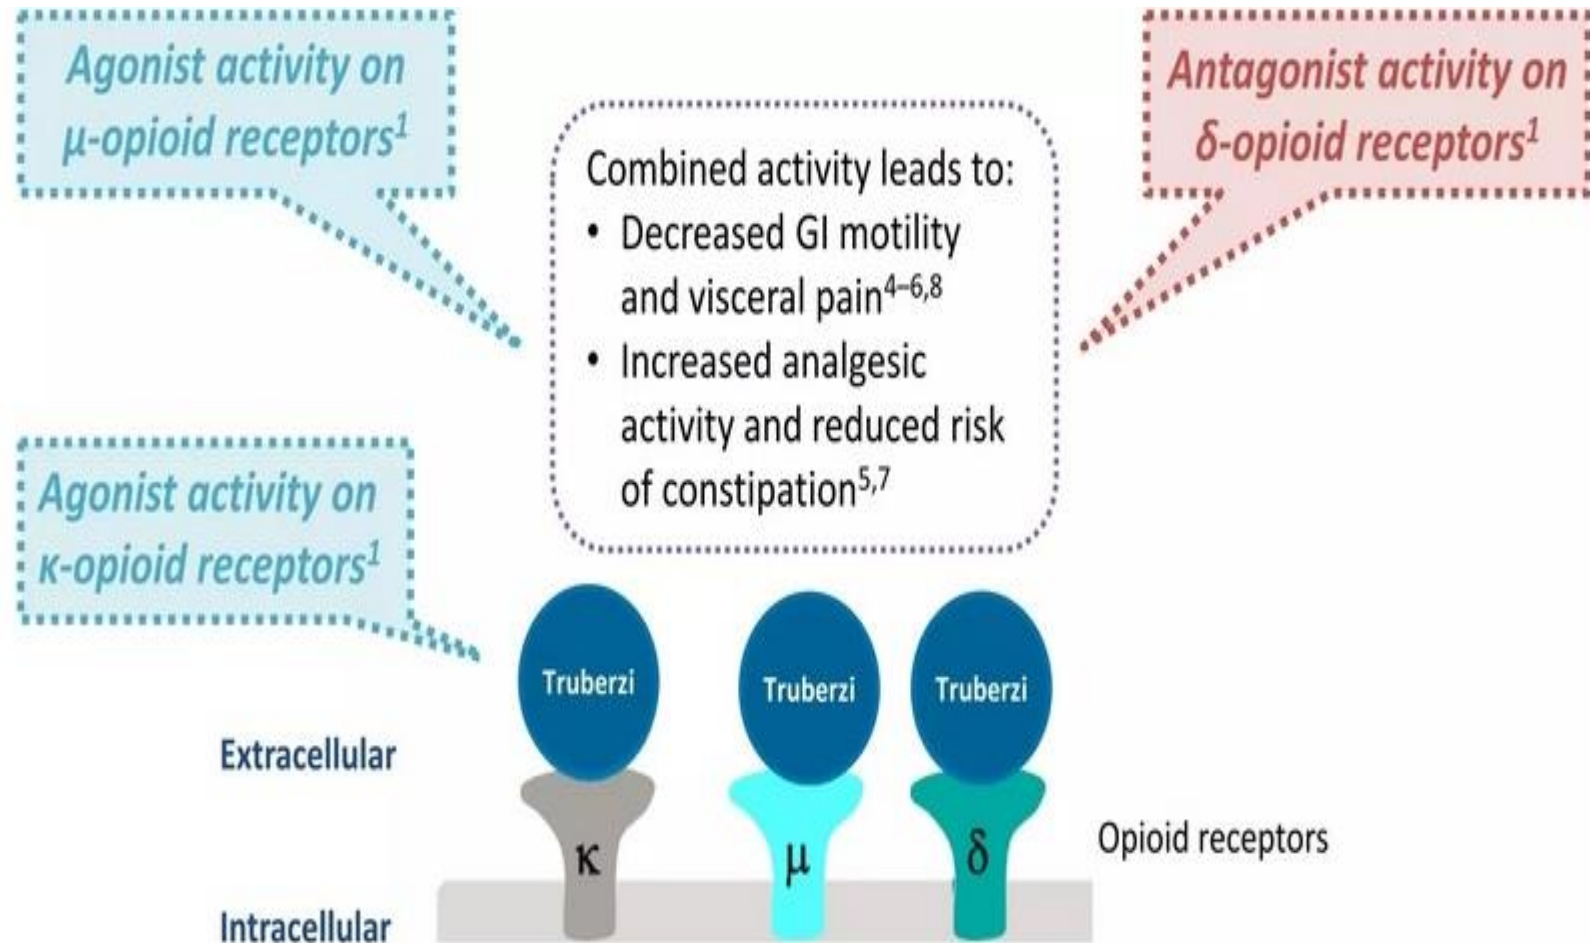 Agonist activity on
μ-opioid receptors¹
Antagonist activity on
δ-opioid receptors¹
Combined activity leads to:
• Decreased GI motility
and visceral pain⁴⁻⁶,⁸
• Increased analgesic
activity and reduced risk
of constipation⁵,⁷
Agonist activity on
κ-opioid receptors¹
Truberzi
Truberzi
Truberzi
Extracellular
κ
μ
δ
Opioid receptors
Intracellular